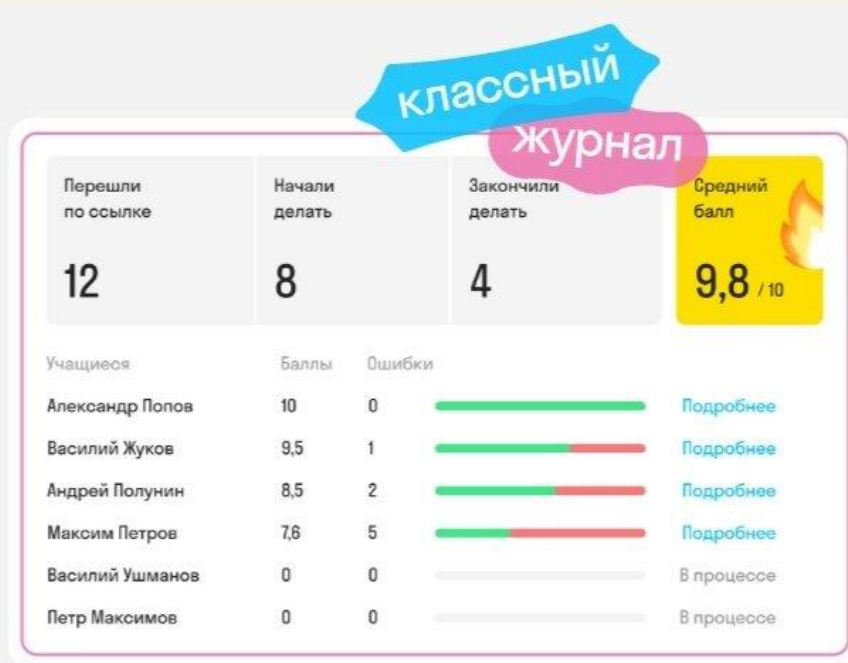 классный
журнал
Перешли
по ссылке
12
Начали
делать
8
Закончили
делать
4
Средний
балл
9,8 / 10
Учащиеся Баллы Ошибки
Александр Попов 10 0 Подробнее
Василий Жуков 9,5 1 Подробнее
Андрей Полунин 8,5 2 Подробнее
Максим Петров 7,6 5 Подробнее
Василий Ушманов 0 0 В процессе
Петр Максимов 0 0 В процессе